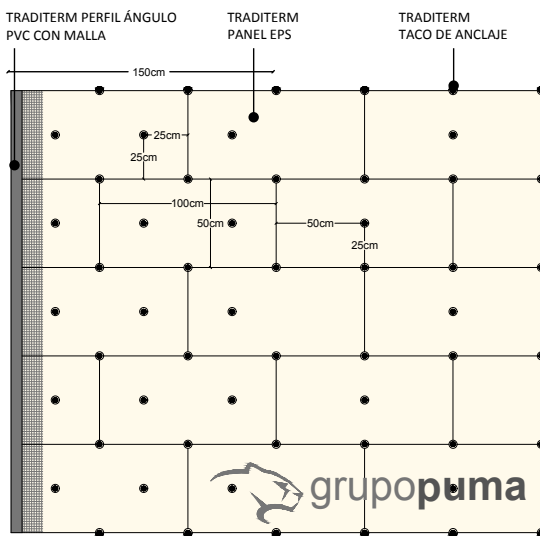 TRADITERM PERFIL ÁNGULO
PVC CON MALLA
TRADITERM
PANEL EPS
TRADITERM
TACO DE ANCLAJE
150cm
25cm
25cm
100cm
50cm
50cm
25cm
grupopuma